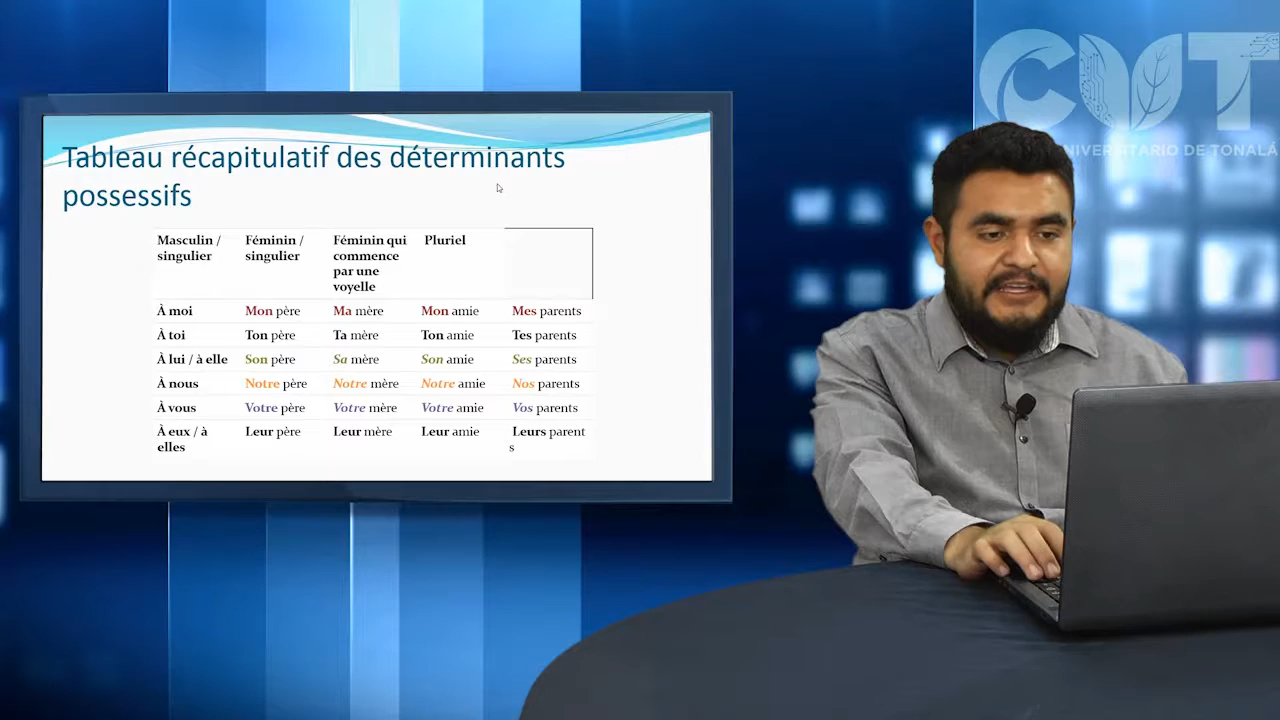 CUT
UNIVERSITARIO DE TONALÁ
Tableau récapitulatif des déterminants
possessifs
Masculin / singulier Féminin / singulier Féminin qui commence par une voyelle Pluriel
À moi Mon père Ma mère Mon amie Mes parents
À toi Ton père Ta mère Ton amie Tes parents
À lui / à elle Son père Sa mère Son amie Ses parents
À nous Notre père Notre mère Notre amie Nos parents
À vous Votre père Votre mère Votre amie Vos parents
À eux / à elles Leur père Leur mère Leur amie Leurs parents